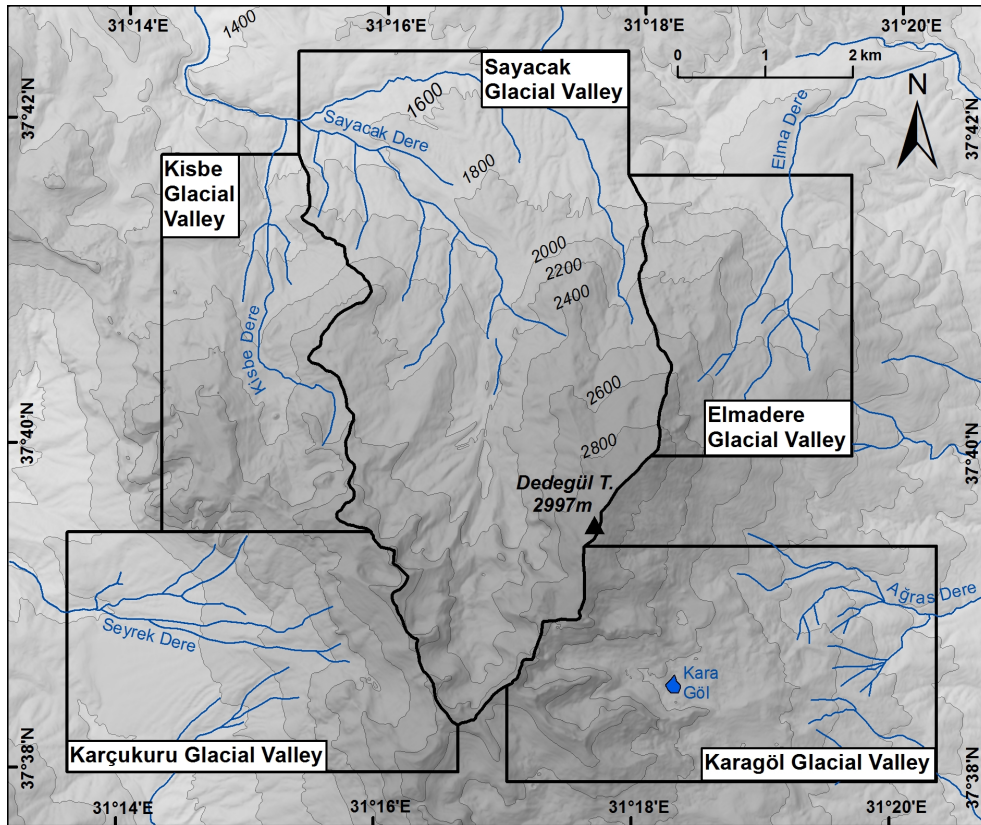 31°14'E
31°16'E
31°18'E
31°20'E
1400
0 1 2 km
N
Sayacak
Glacial Valley
37°42'N
37°42'N
1600
Sayacak Dere
Elma Dere
1800
Kisbe
Glacial
Valley
2000
2200
2400
Kisbe Dere
2600
2800
Elmadere
Glacial Valley
37°40'N
37°40'N
Dedegül T.
2997m
Ağras Dere
Seyrek Dere
Kara
Göl
Karçukuru Glacial Valley
Karagöl Glacial Valley
37°38'N
37°38'N
31°14'E
31°16'E
31°18'E
31°20'E